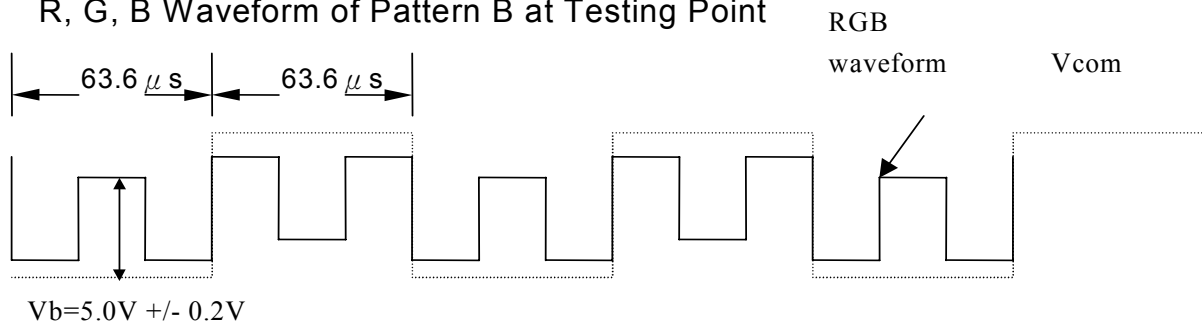 R, G, B Waveform of Pattern B at Testing Point
RGB
waveform
Vcom
63.6 μ s
63.6 μ s
Vb=5.0V +/- 0.2V